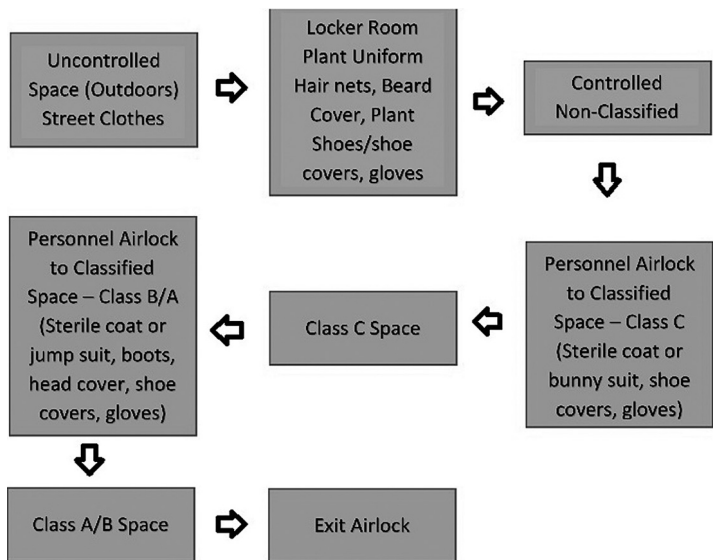 Uncontrolled
Space (Outdoors)
Street Clothes
Locker Room
Plant Uniform
Hair nets, Beard
Cover, Plant
Shoes/shoe
covers, gloves
Controlled
Non-Classified
Personnel Airlock
to Classified
Space – Class C
(Sterile coat or
bunny suit, shoe
covers, gloves)
Class C Space
Personnel Airlock
to Classified
Space – Class B/A
(Sterile coat or
jump suit, boots,
head cover, shoe
covers, gloves)
Class A/B Space
Exit Airlock